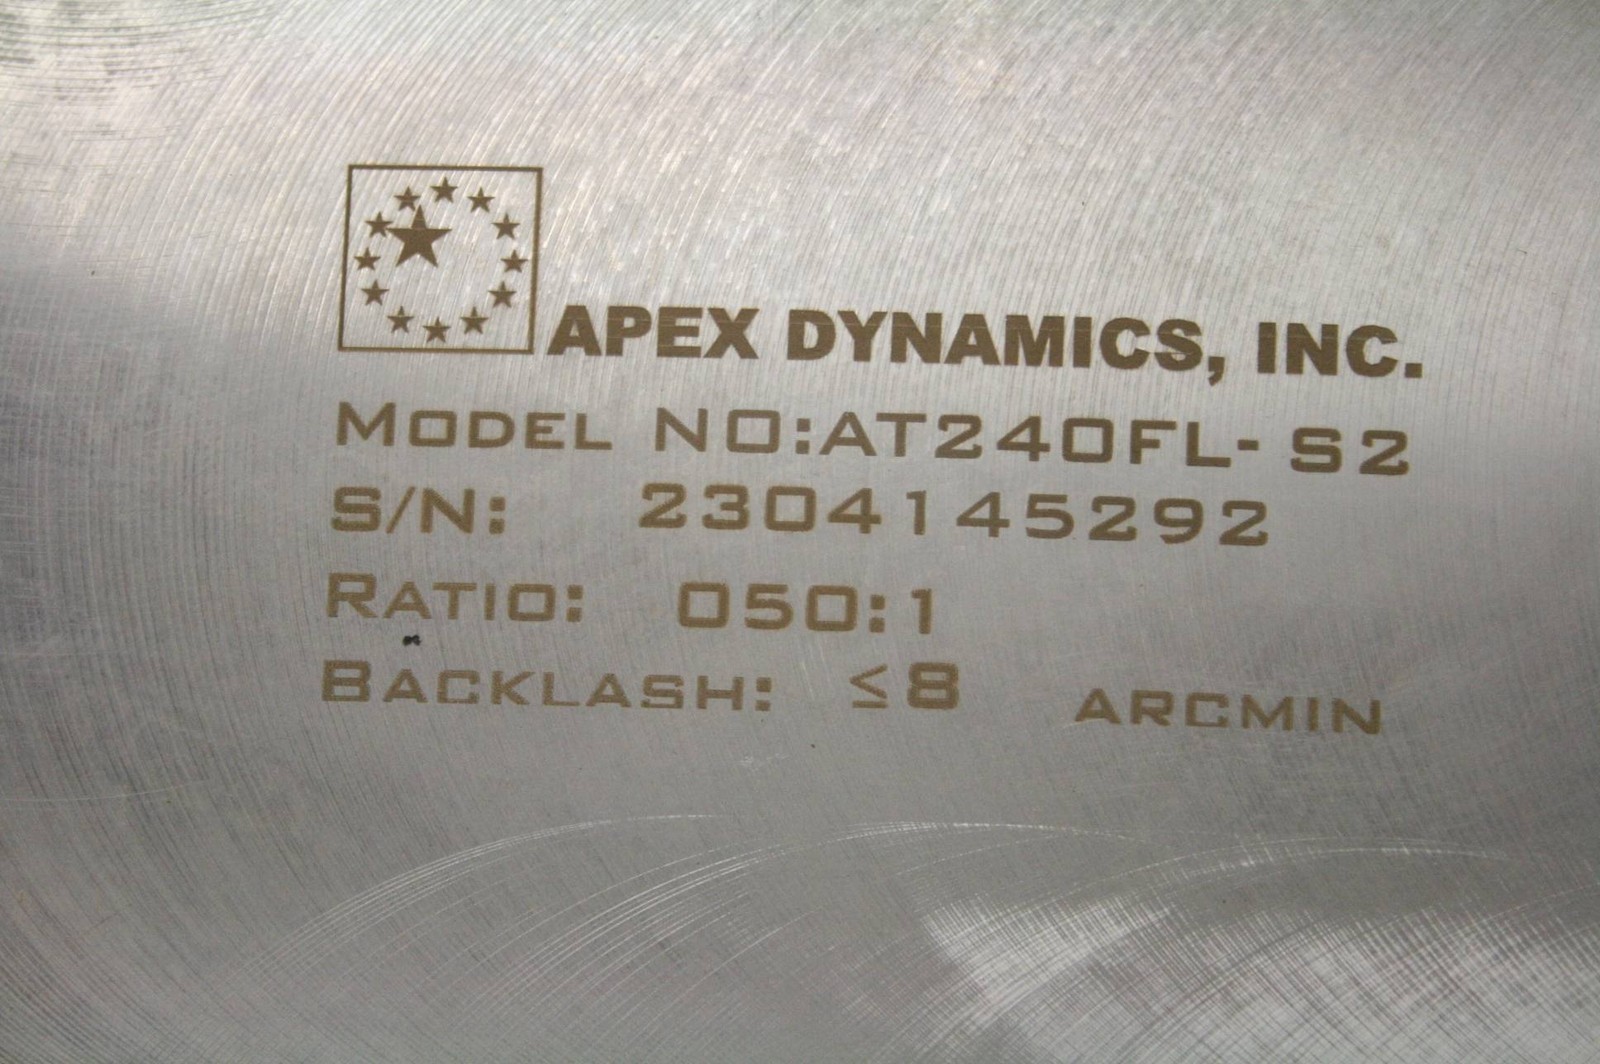 APEX DYNAMICS, INC.
MODEL NO:AT240FL- S2
S/N: 2304145292
RATIO: 050:1
BACKLASH: ≤8 ARCMIN